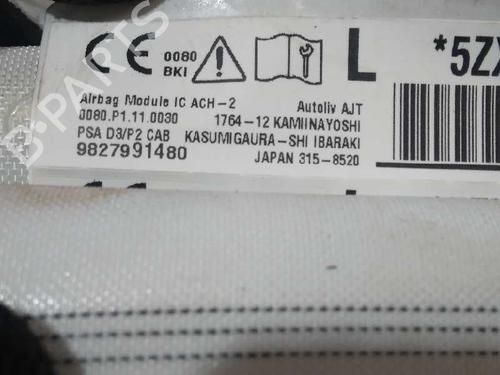 CE 0080 BKI L *5ZX
Airbag Module IC ACH-2 Autoliv AJT
0080.P1.11.0030 1764-12 KAMIINAYOSHI
PSA D3/P2 CAB KASUMIGAURA-SHI IBARAKI
9827991480 JAPAN 315-8520